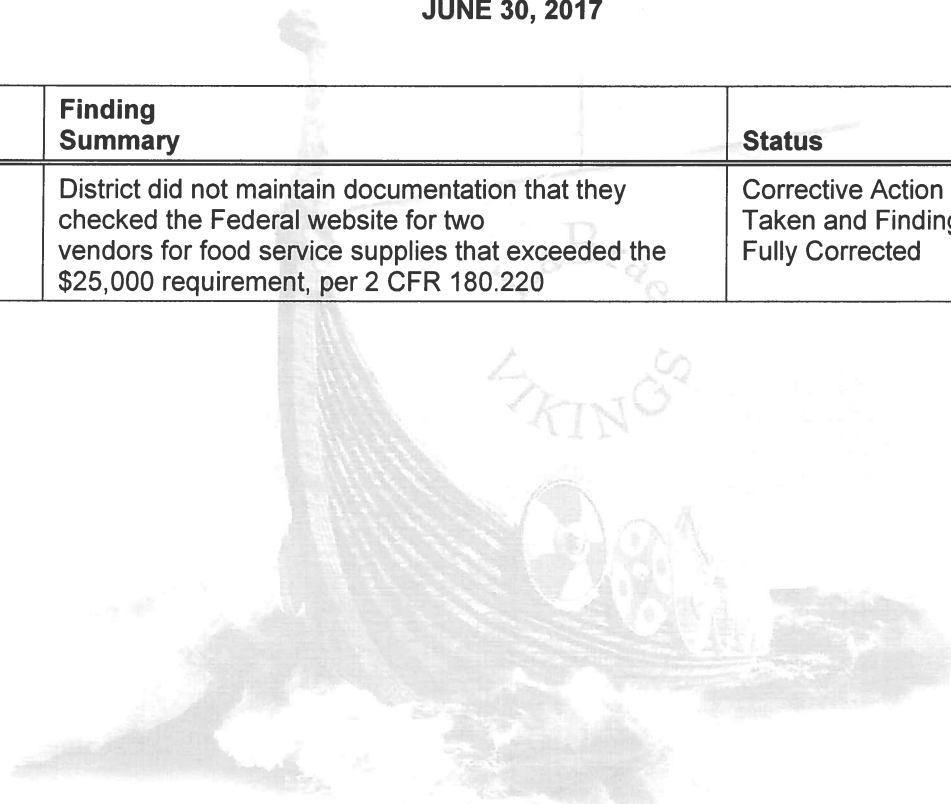 JUNE 30, 2017
Finding
Summary
Status
District did not maintain documentation that they
checked the Federal website for two
vendors for food service supplies that exceeded the
$25,000 requirement, per 2 CFR 180.220
Corrective Action
Taken and Finding
Fully Corrected
VIKINGS